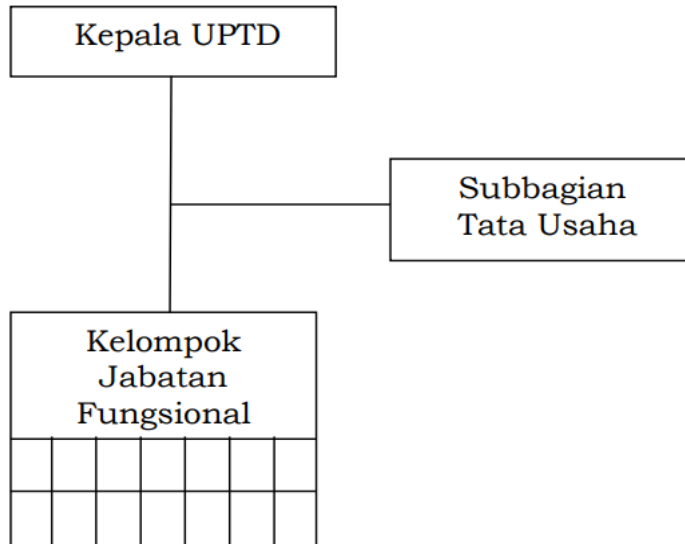 Kepala UPTD
Subbagian
Tata Usaha
Kelompok
Jabatan
Fungsional